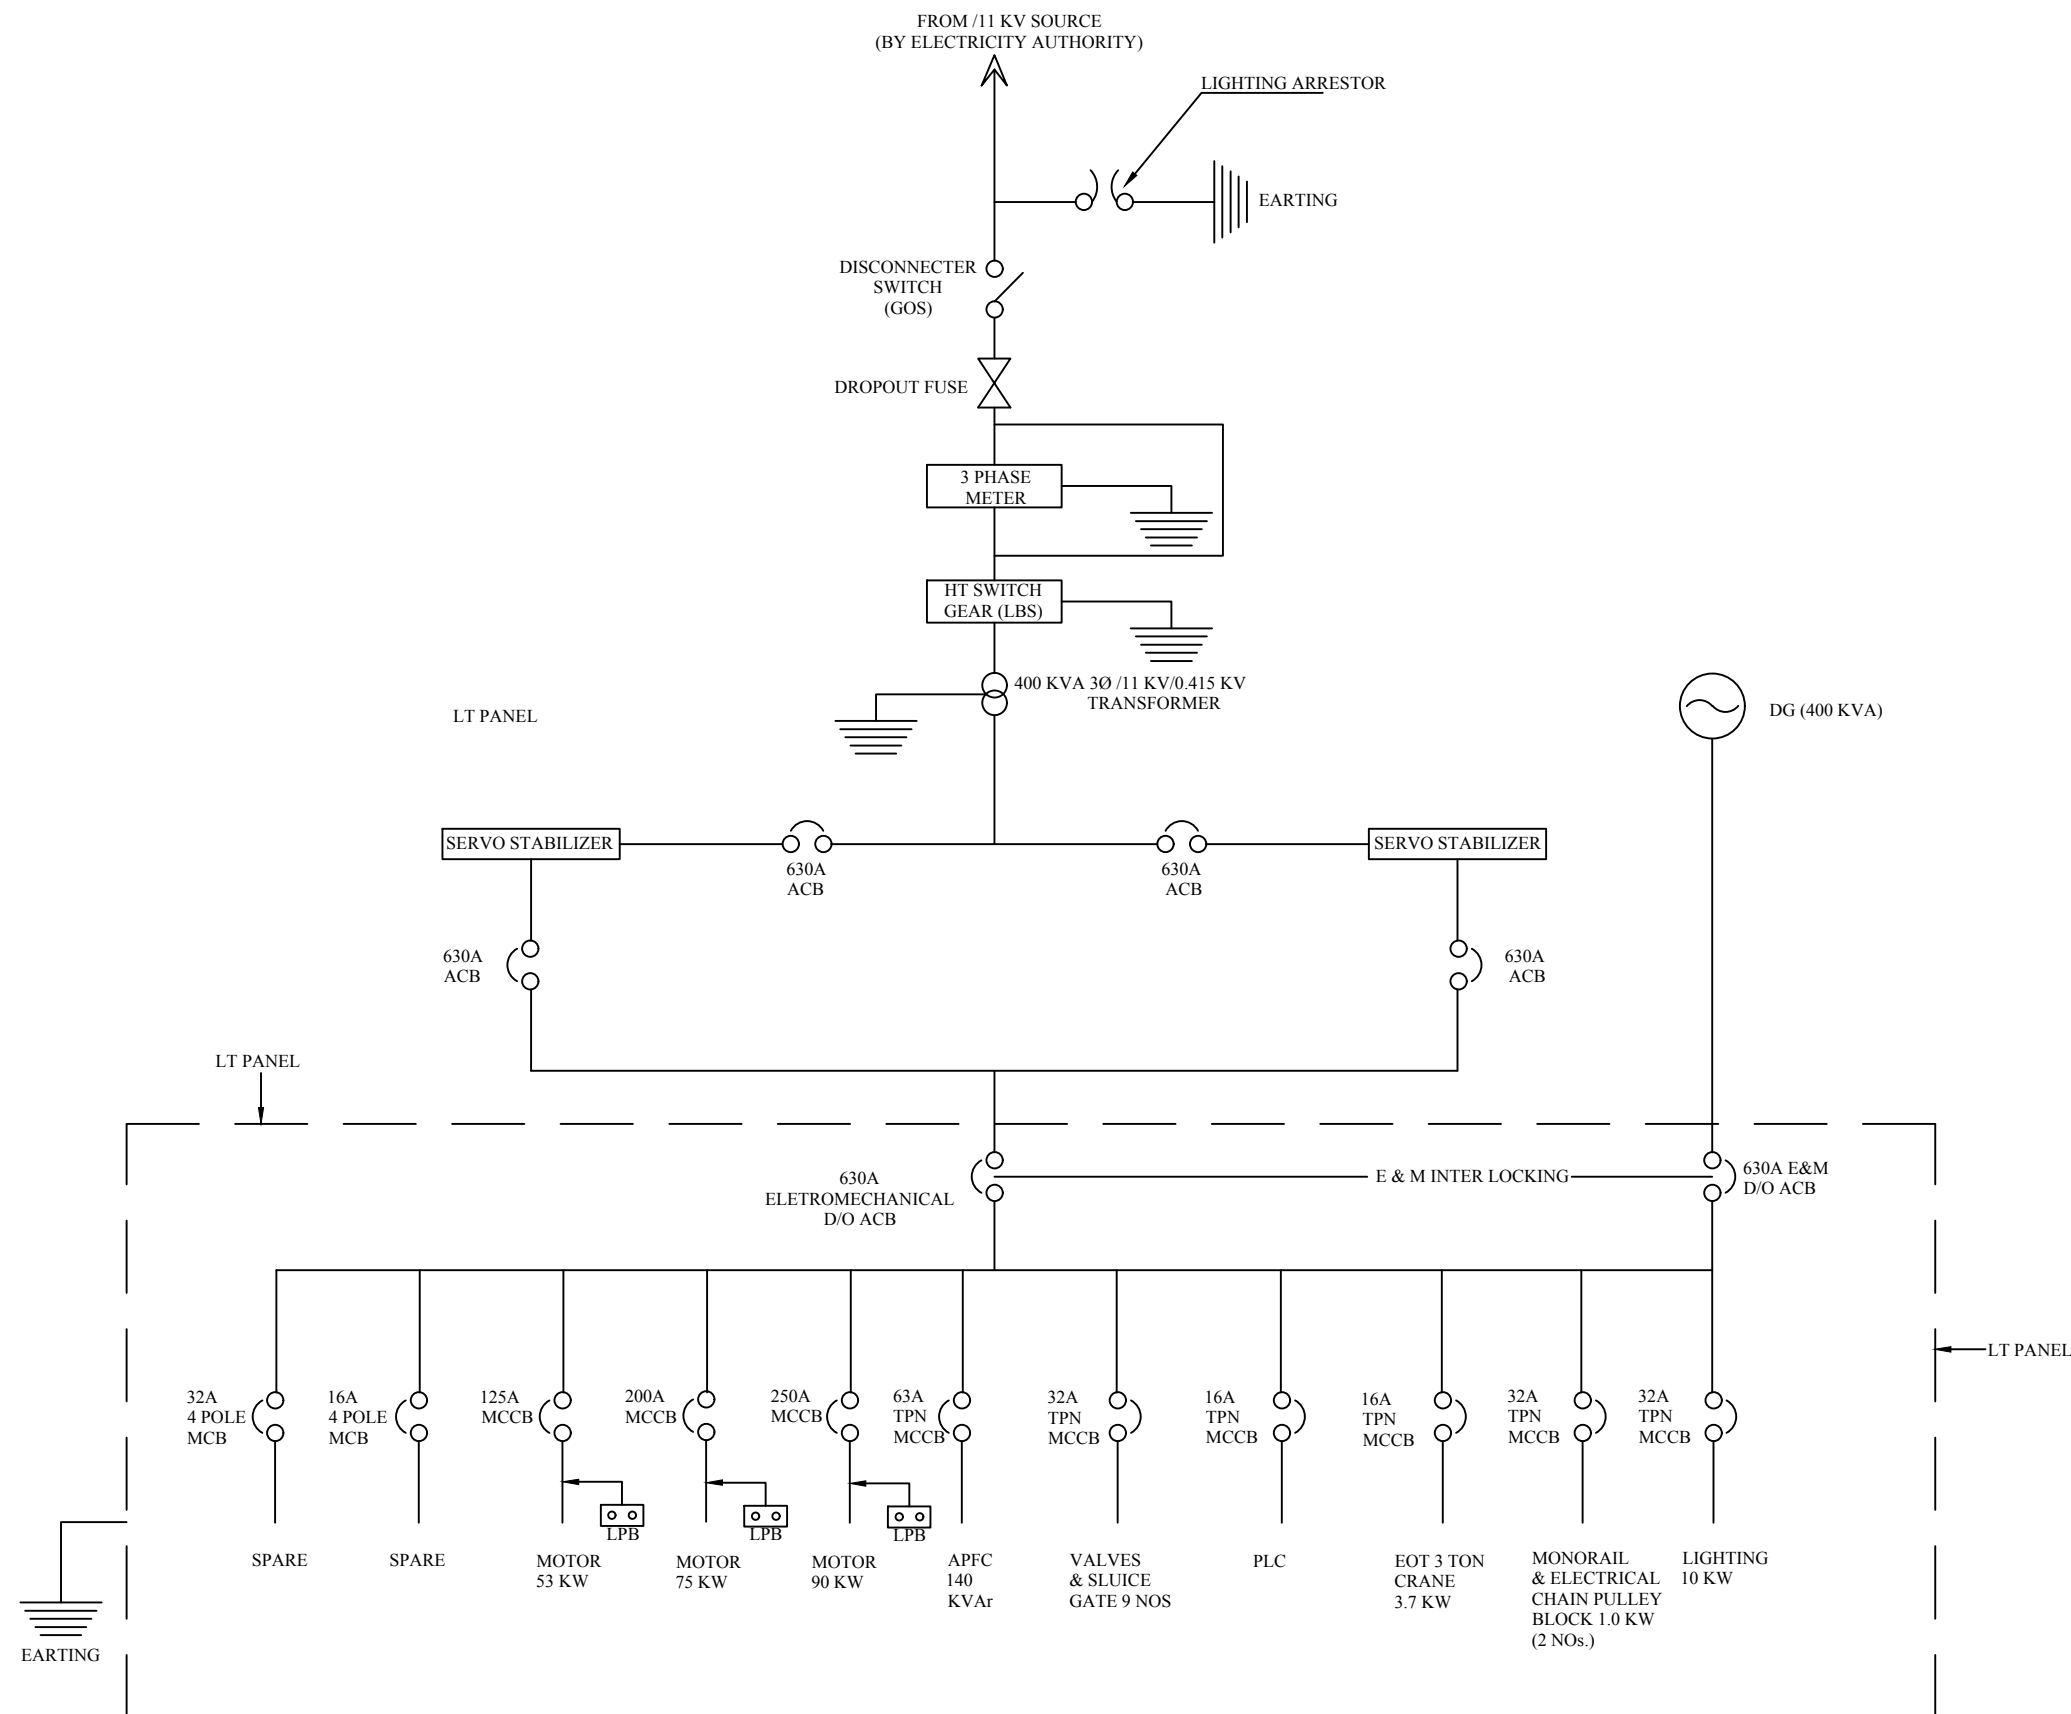 FROM /11 KV SOURCE
(BY ELECTRICITY AUTHORITY)
LIGHTING ARRESTOR
EARTING
DISCONNECTER
SWITCH
(GOS)
DROPOUT FUSE
3 PHASE
METER
HT SWITCH
GEAR (LBS)
400 KVA 3Ø /11 KV/0.415 KV
TRANSFORMER
LT PANEL
DG (400 KVA)
SERVO STABILIZER
630A
ACB
630A
ACB
SERVO STABILIZER
630A
ACB
630A
ACB
LT PANEL
630A
ELETROMECHANICAL
D/O ACB
E & M INTER LOCKING
630A E&M
D/O ACB
LT PANEL
32A
4 POLE
MCB
16A
4 POLE
MCB
125A
MCCB
200A
MCCB
250A
MCCB
63A
TPN
MCCB
32A
TPN
MCCB
16A
TPN
MCCB
16A
TPN
MCCB
32A
TPN
MCCB
32A
TPN
MCCB
LPB
LPB
LPB
SPARE
SPARE
MOTOR
53 KW
MOTOR
75 KW
MOTOR
90 KW
APFC
140
KVAr
VALVES
& SLUICE
GATE 9 NOS
PLC
EOT 3 TON
CRANE
3.7 KW
MONORAIL
& ELECTRICAL
CHAIN PULLEY
BLOCK 1.0 KW
(2 NOs.)
LIGHTING
10 KW
EARTING